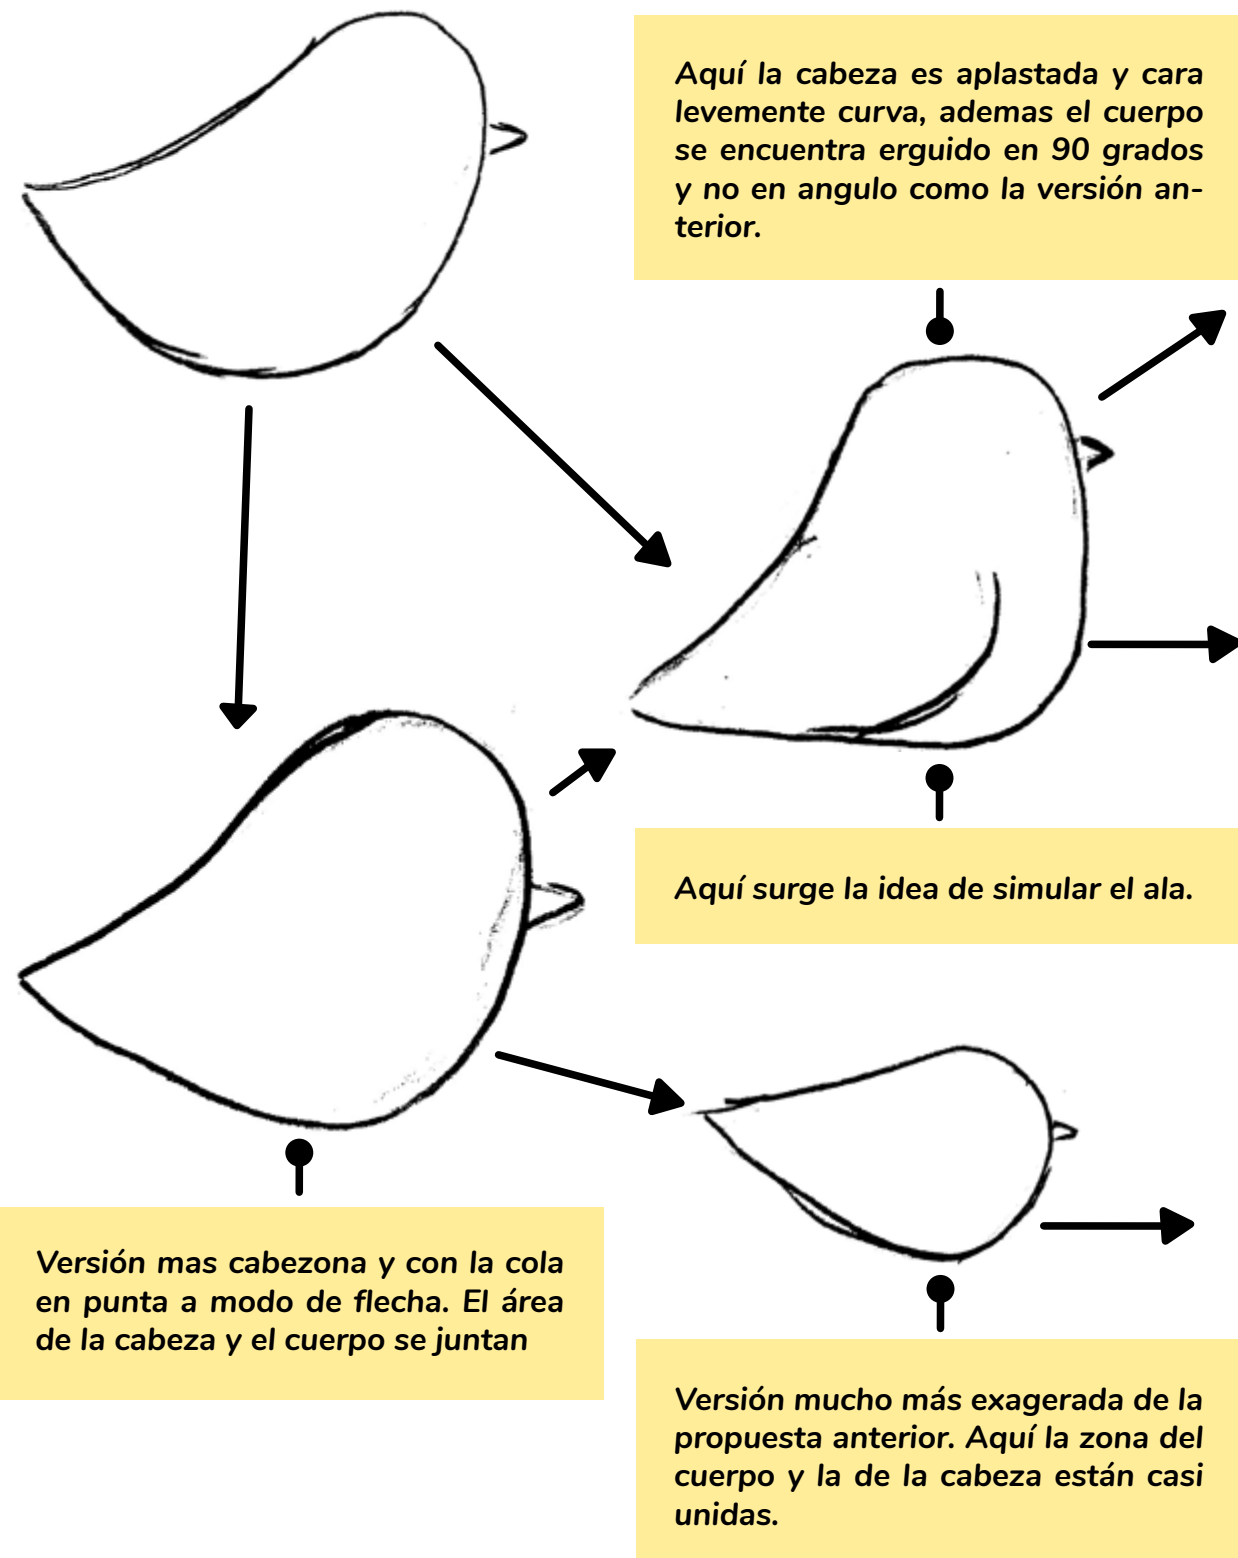 Aquí la cabeza es aplastada y cara
levemente curva, ademas el cuerpo
se encuentra erguido en 90 grados
y no en angulo como la versión an-
terior.
Aquí surge la idea de simular el ala.
Versión mas cabezona y con la cola
en punta a modo de flecha. El área
de la cabeza y el cuerpo se juntan
Versión mucho más exagerada de la
propuesta anterior. Aquí la zona del
cuerpo y la de la cabeza están casi
unidas.